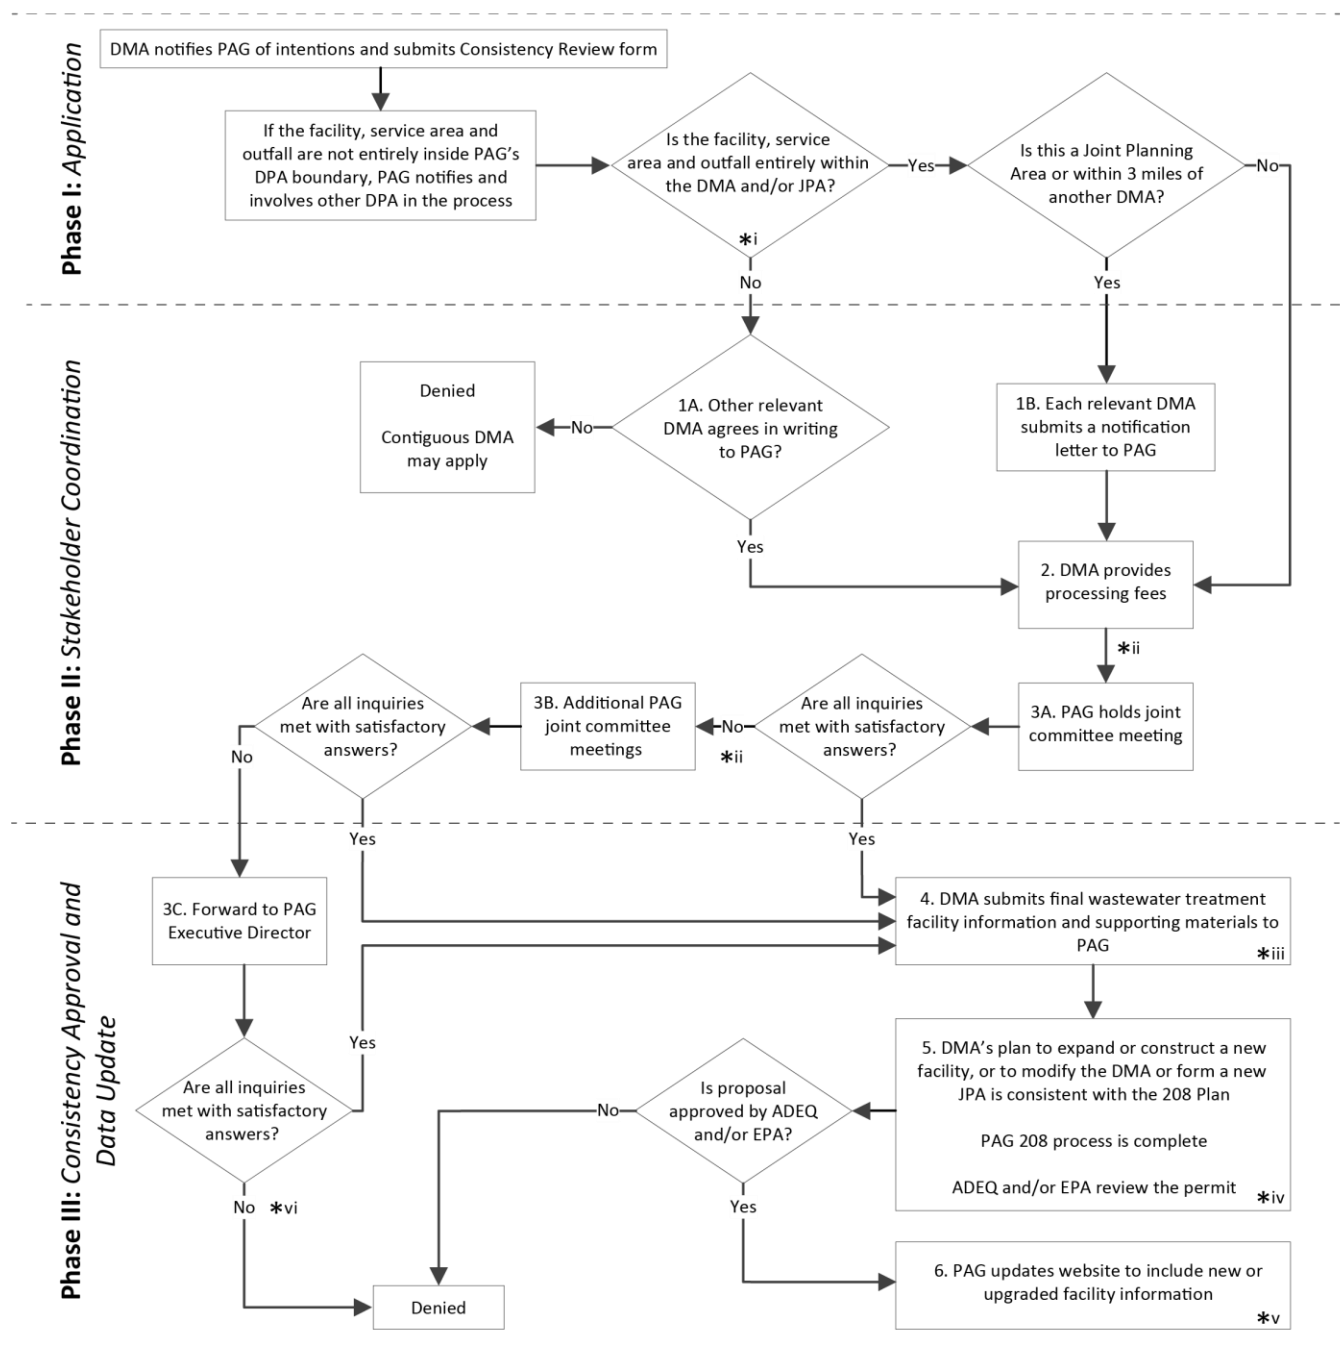 Phase I: Application
DMA notifies PAG of intentions and submits Consistency Review form
If the facility, service area and
outfall are not entirely inside PAG's
DPA boundary, PAG notifies and
involves other DPA in the process
Is the facility, service
area and outfall entirely within
the DMA and/or JPA?
*i
Yes
No
Is this a Joint Planning
Area or within 3 miles of
another DMA?
No
Yes
Phase II: Stakeholder Coordination
Denied
Contiguous DMA
may apply
No
1A. Other relevant
DMA agrees in writing
to PAG?
Yes
1B. Each relevant DMA
submits a notification
letter to PAG
2. DMA provides
processing fees
*ii
3A. PAG holds joint
committee meeting
Are all inquiries
met with satisfactory
answers?
No
*ii
Yes
3B. Additional PAG
joint committee
meetings
Are all inquiries
met with satisfactory
answers?
No
Yes
Phase III: Consistency Approval and
Data Update
3C. Forward to PAG
Executive Director
Are all inquiries
met with satisfactory
answers?
Yes
No *vi
4. DMA submits final wastewater treatment
facility information and supporting materials to
PAG
*iii
5. DMA's plan to expand or construct a new
facility, or to modify the DMA or form a new
JPA is consistent with the 208 Plan
PAG 208 process is complete
ADEQ and/or EPA review the permit
*iv
Is proposal
approved by ADEQ
and/or EPA?
No
Yes
6. PAG updates website to include new or
upgraded facility information
*v
Denied